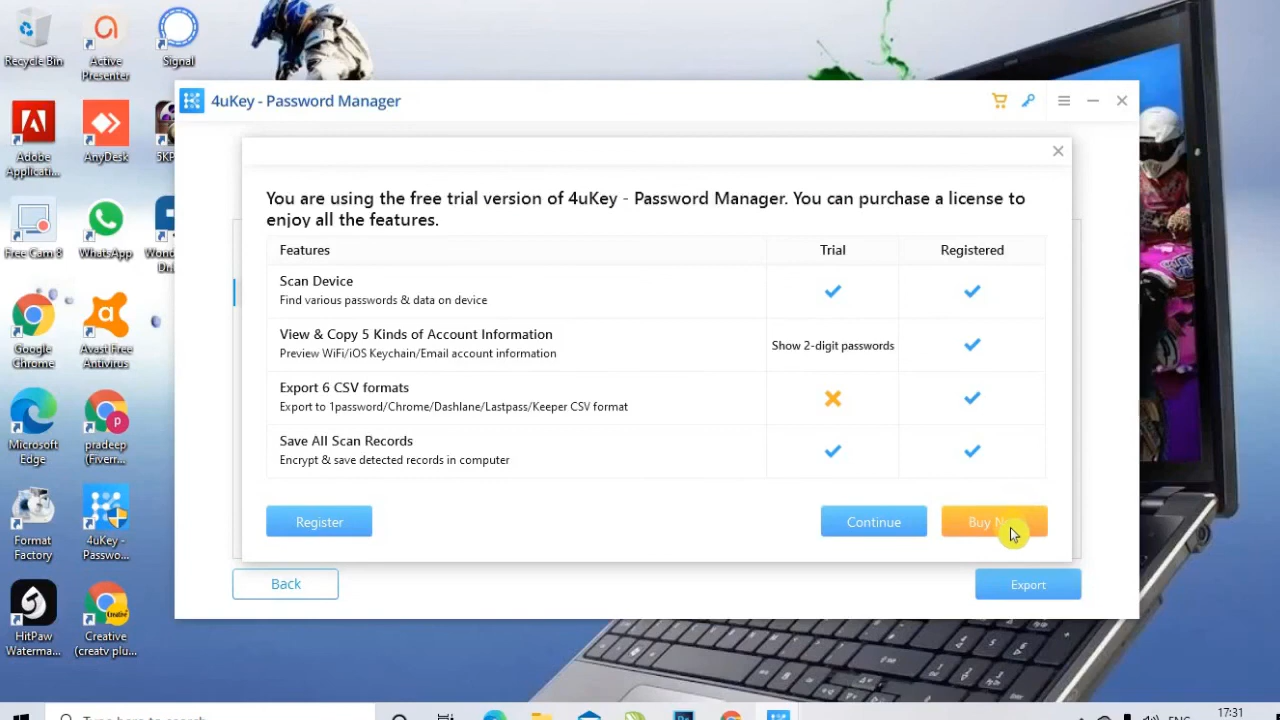 Recycle Bin
Active
Presenter
Signal
4uKey - Password Manager
Adobe
Applicati...
AnyDesk
5KP
You are using the free trial version of 4uKey - Password Manager. You can purchase a license to
enjoy all the features.
Features Trial Registered
Free Cam 8
WhatsApp
Scan Device
Find various passwords & data on device
View & Copy 5 Kinds of Account Information
Preview WiFi/iOS Keychain/Email account information
Show 2-digit passwords
Google
Chrome
Avast Free
Antivirus
Export 6 CSV formats
Export to 1password/Chrome/Dashlane/Lastpass/Keeper CSV format
Microsoft
Edge
pradeep
(Fiverr...
Save All Scan Records
Encrypt & save detected records in computer
Register
Continue
Buy N
Format
Factory
4uKey -
Passwo...
Back
Export
HitPaw
Waterma...
Creative
Creative
(creatv plu...
17:31